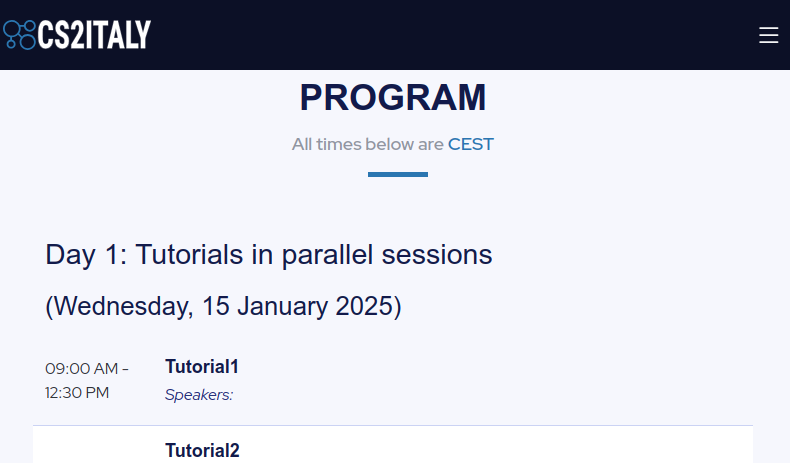 CS2ITALY
PROGRAM
All times below are CEST
Day 1: Tutorials in parallel sessions
(Wednesday, 15 January 2025)
09:00 AM -
12:30 PM
Tutorial1
Speakers:
Tutorial2